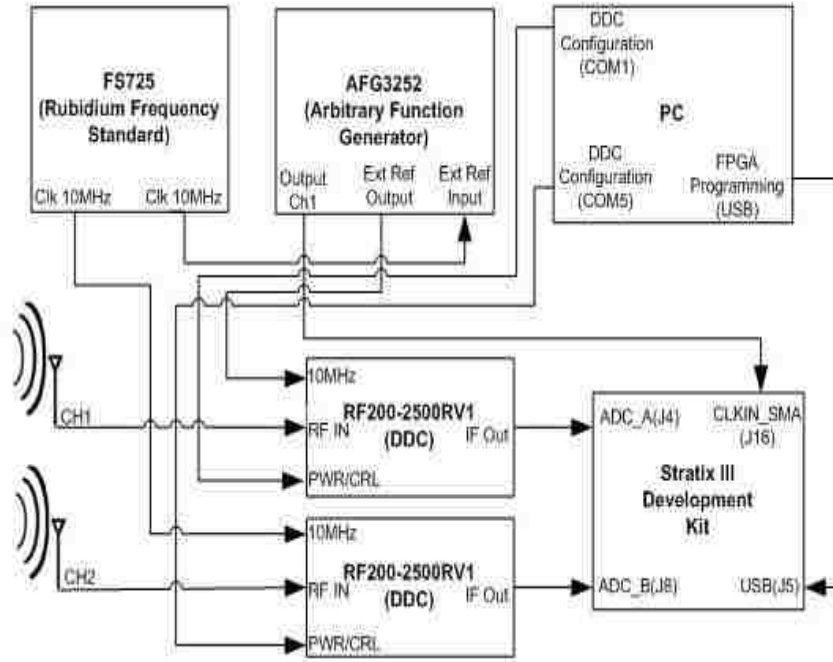 FS725
(Rubidium Frequency
Standard)
Clk 10MHz
Clk 10MHz
AFG3252
(Arbitrary Function
Generator)
Output
Ch1
Ext Ref
Output
Ext Ref
Input
DDC
Configuration
(COM1)
PC
DDC
Configuration
(COM5)
FPGA
Programming
(USB)
CH1
10MHz
RF200-2500RV1
(DDC)
RF IN
IF Out
PWR/CRL
CH2
10MHz
RF200-2500RV1
(DDC)
RF IN
IF Out
PWR/CRL
ADC_A(J4)
CLKIN_SMA
(J16)
Stratix III
Development
Kit
ADC_B(J8)
USB(J5)